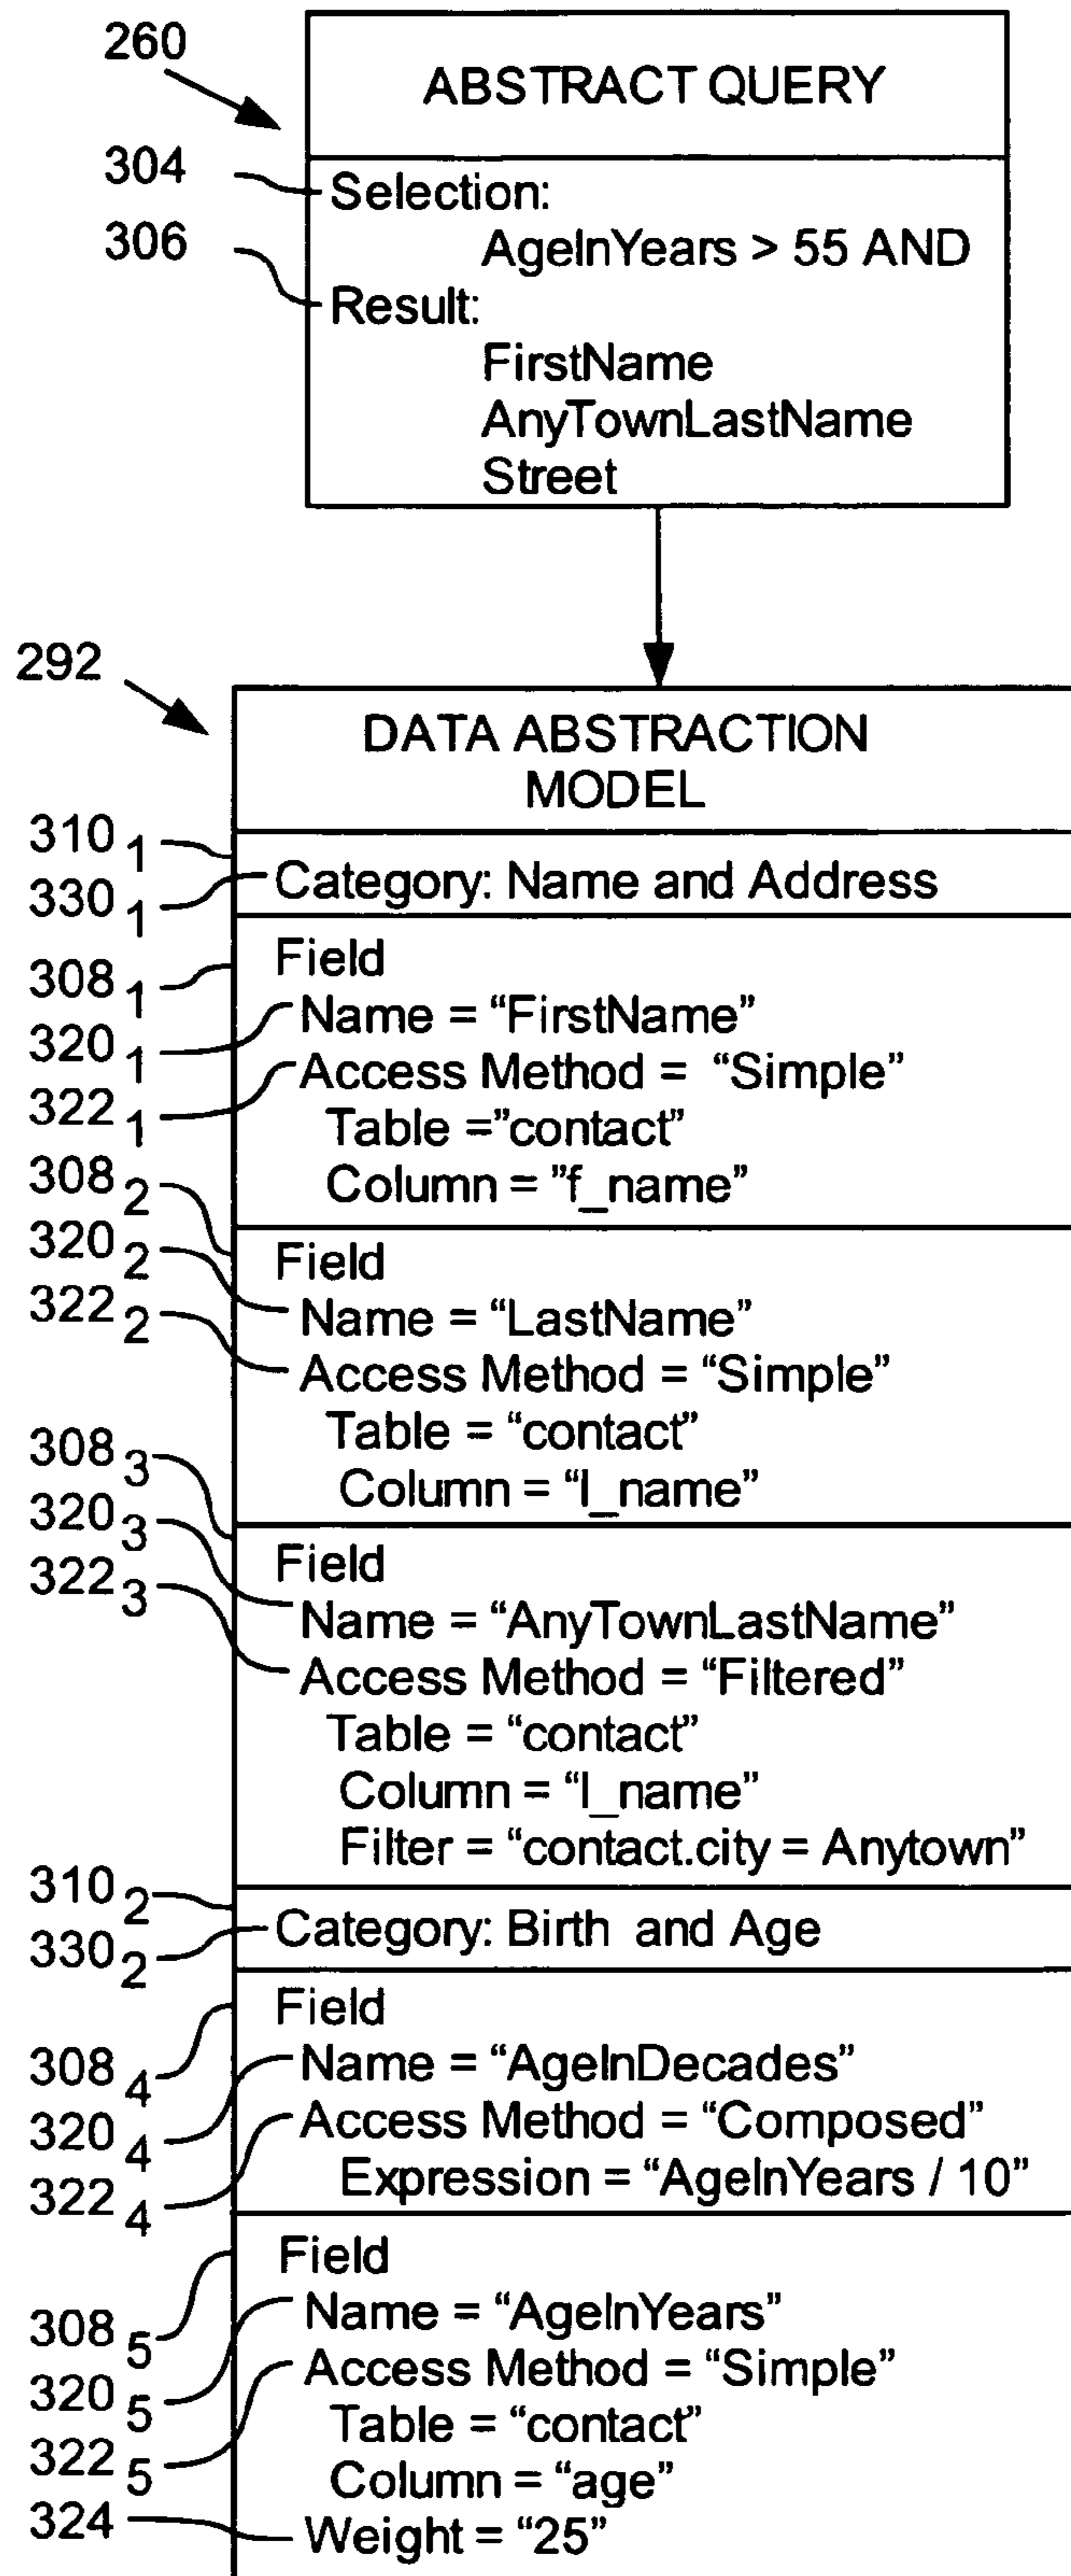 260
ABSTRACT QUERY
304
Selection:
AgeInYears > 55 AND
306
Result:
FirstName
AnyTownLastName
Street
292
DATA ABSTRACTION
MODEL
310 1
330 1
Category: Name and Address
308 1
Field
320 1
Name = “FirstName”
322 1
Access Method = “Simple”
Table =”contact”
Column = ”f_name”
308 2
Field
320 2
Name = “LastName”
322 2
Access Method = “Simple”
Table = “contact”
Column = “l_name”
308 3
Field
320 3
Name = “AnyTownLastName”
322 3
Access Method = “Filtered”
Table = “contact”
Column = “l_name”
Filter = “contact.city = Anytown”
310 2
330 2
Category: Birth and Age
308 4
Field
320 4
Name = “AgeInDecades”
322 4
Access Method = “Composed”
Expression = “AgeInYears / 10”
308 5
Field
320 5
Name = “AgeInYears”
322 5
Access Method = “Simple”
Table = “contact”
Column = “age”
324
Weight = “25”